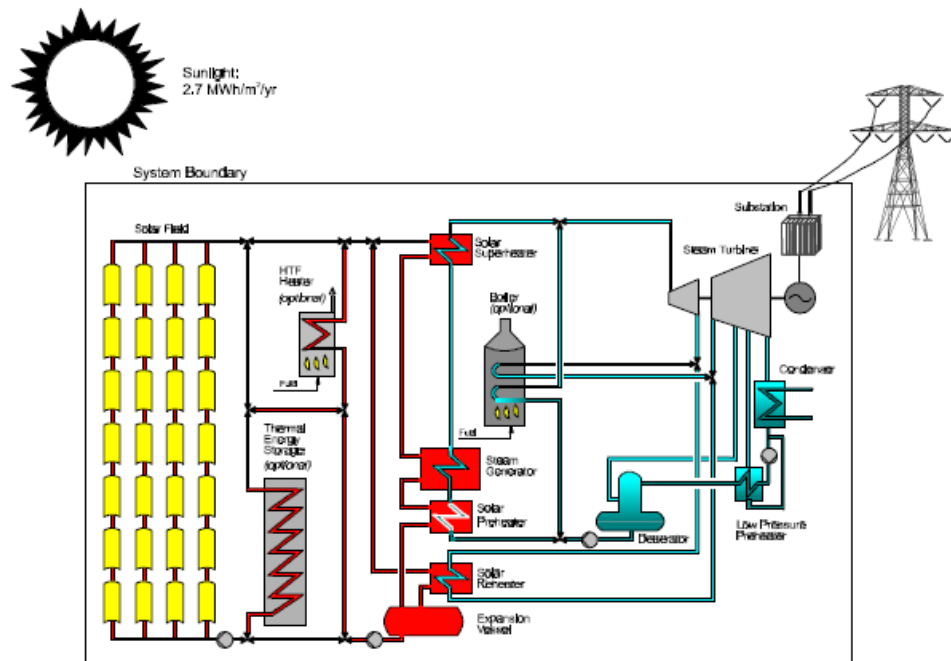 Sunlight:
2.7 MWh/m²/yr
System Boundary
Substation
Solar Field
Solar
Superheater
Steam Turbine
HTF
Heater
(optional)
Boiler
(optional)
Fuel
Condenser
Thermal
Energy
Storage
(optional)
Fuel
Steam
Generator
Solar
Preheater
Deaerator
Low Pressure
Preheater
Solar
Reheater
Expansion
Vessel